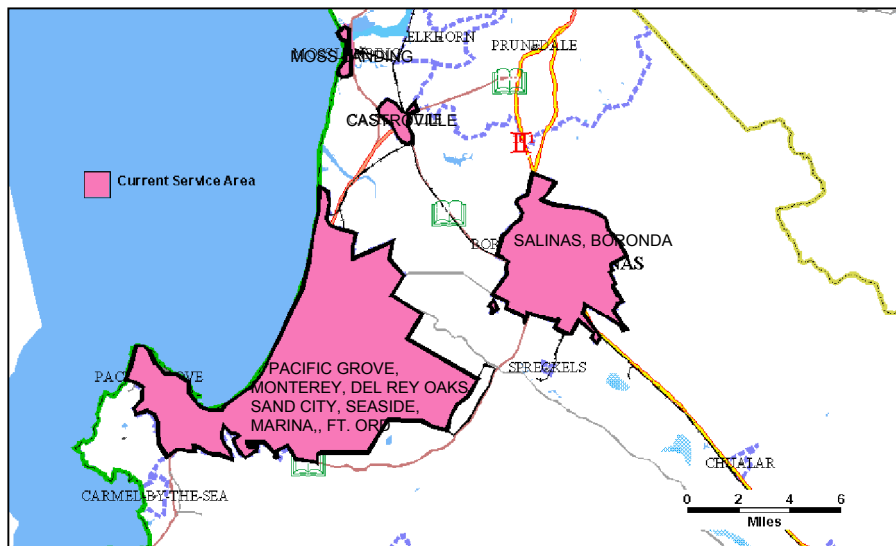 ELKHORN
PRUNEDALE
MOSS LANDING
CASTROVILLE
Current Service Area
SALINAS, BORONDA
NAS
PACIFIC GROVE,
MONTEREY, DEL REY OAKS,
SAND CITY, SEASIDE,
MARINA,, FT. ORD
SPRECKELS
CHUALAR
CARMEL-BY-THE-SEA
0 2 4 6
Miles